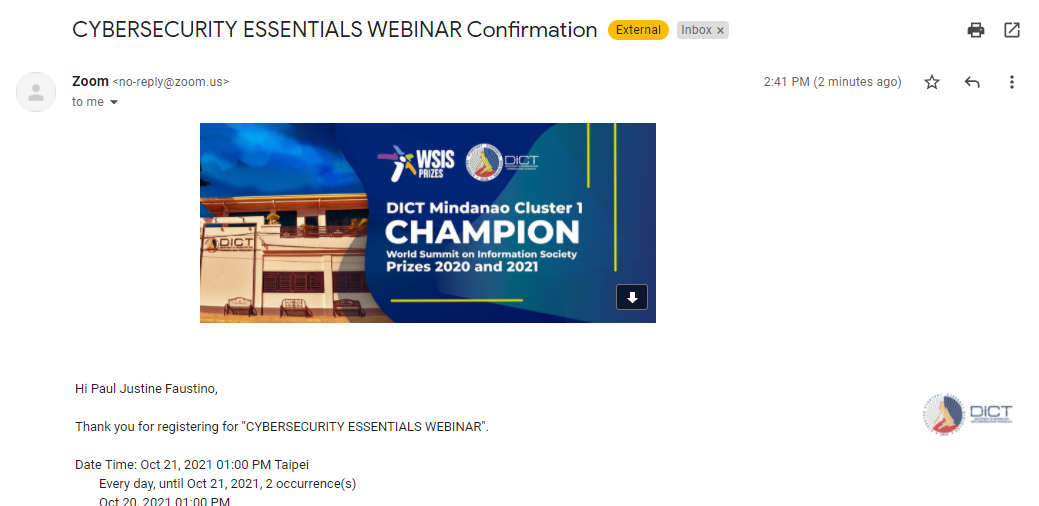 CYBERSECURITY ESSENTIALS WEBINAR Confirmation External Inbox ×
Zoom <no-reply@zoom.us> 2:41 PM (2 minutes ago)
to me
WSIS
PRIZES
DICT
DICT Mindanao Cluster 1
CHAMPION
World Summit on Information Society
Prizes 2020 and 2021
DICT
Hi Paul Justine Faustino,
Thank you for registering for "CYBERSECURITY ESSENTIALS WEBINAR".
DICT
Date Time: Oct 21, 2021 01:00 PM Taipei
Every day, until Oct 21, 2021, 2 occurrence(s)
Oct 20, 2021 01:00 PM